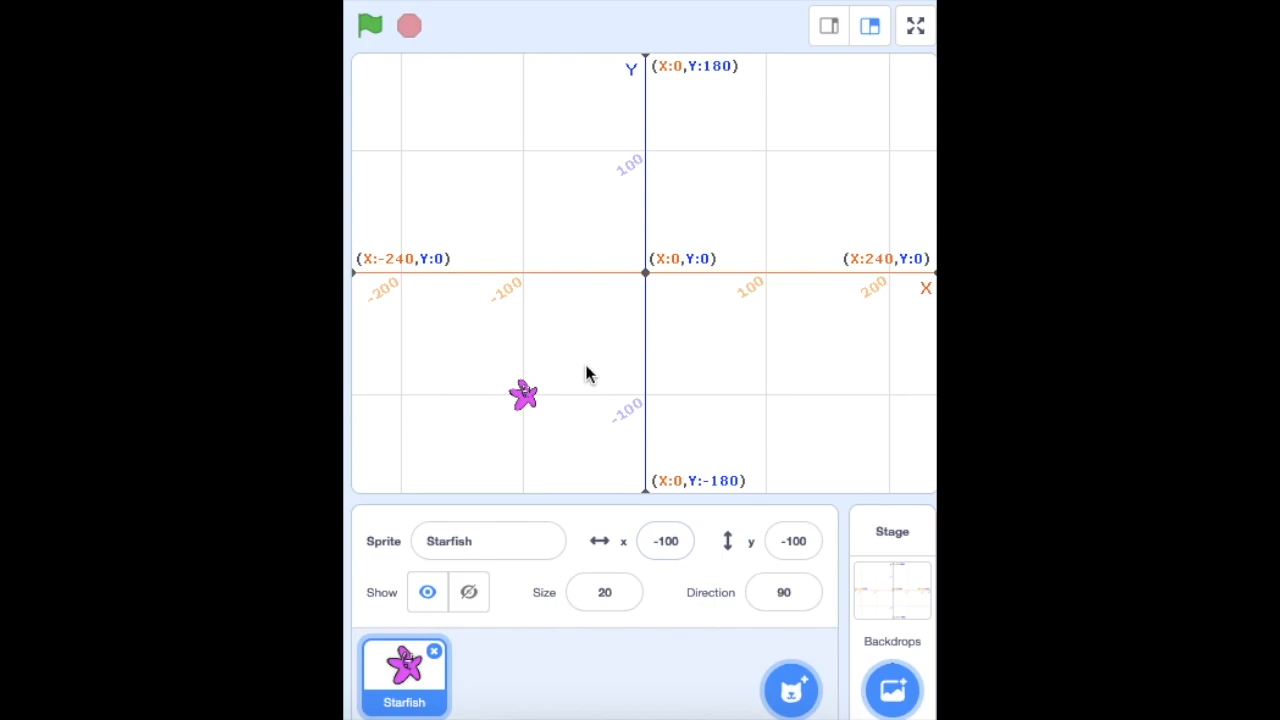 Y (X:0,Y:180)
100
(X:-240,Y:0) (X:0,Y:0) (X:240,Y:0)
-200 -100 100 200 X
-100
(X:0,Y:-180)
Sprite Starfish x -100 y -100
Stage
Show Size 20 Direction 90
Backdrops
Starfish